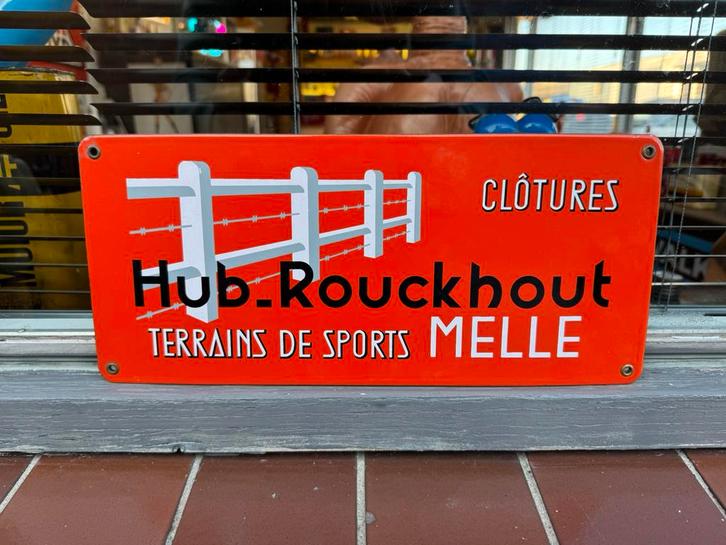 CLÔTURES
Hub-Rouckhout
TERRAINS DE SPORTS MELLE